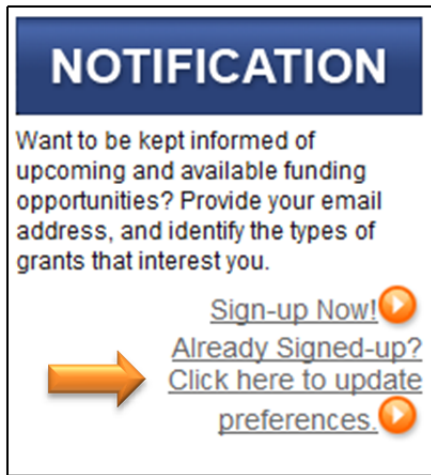 NOTIFICATION
Want to be kept informed of
upcoming and available funding
opportunities? Provide your email
address, and identify the types of
grants that interest you.
Sign-up Now!
Already Signed-up?
Click here to update
preferences.